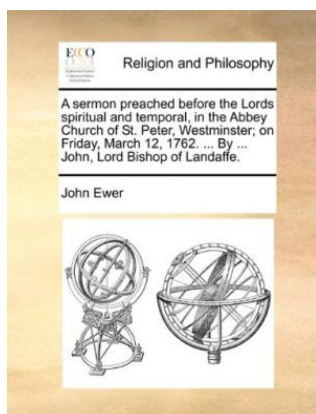 ECCO
Religion and Philosophy
A sermon preached before the Lords
spiritual and temporal, in the Abbey
Church of St. Peter, Westminster; on
Friday, March 12, 1762. ... By ...
John, Lord Bishop of Landaffe.
John Ewer